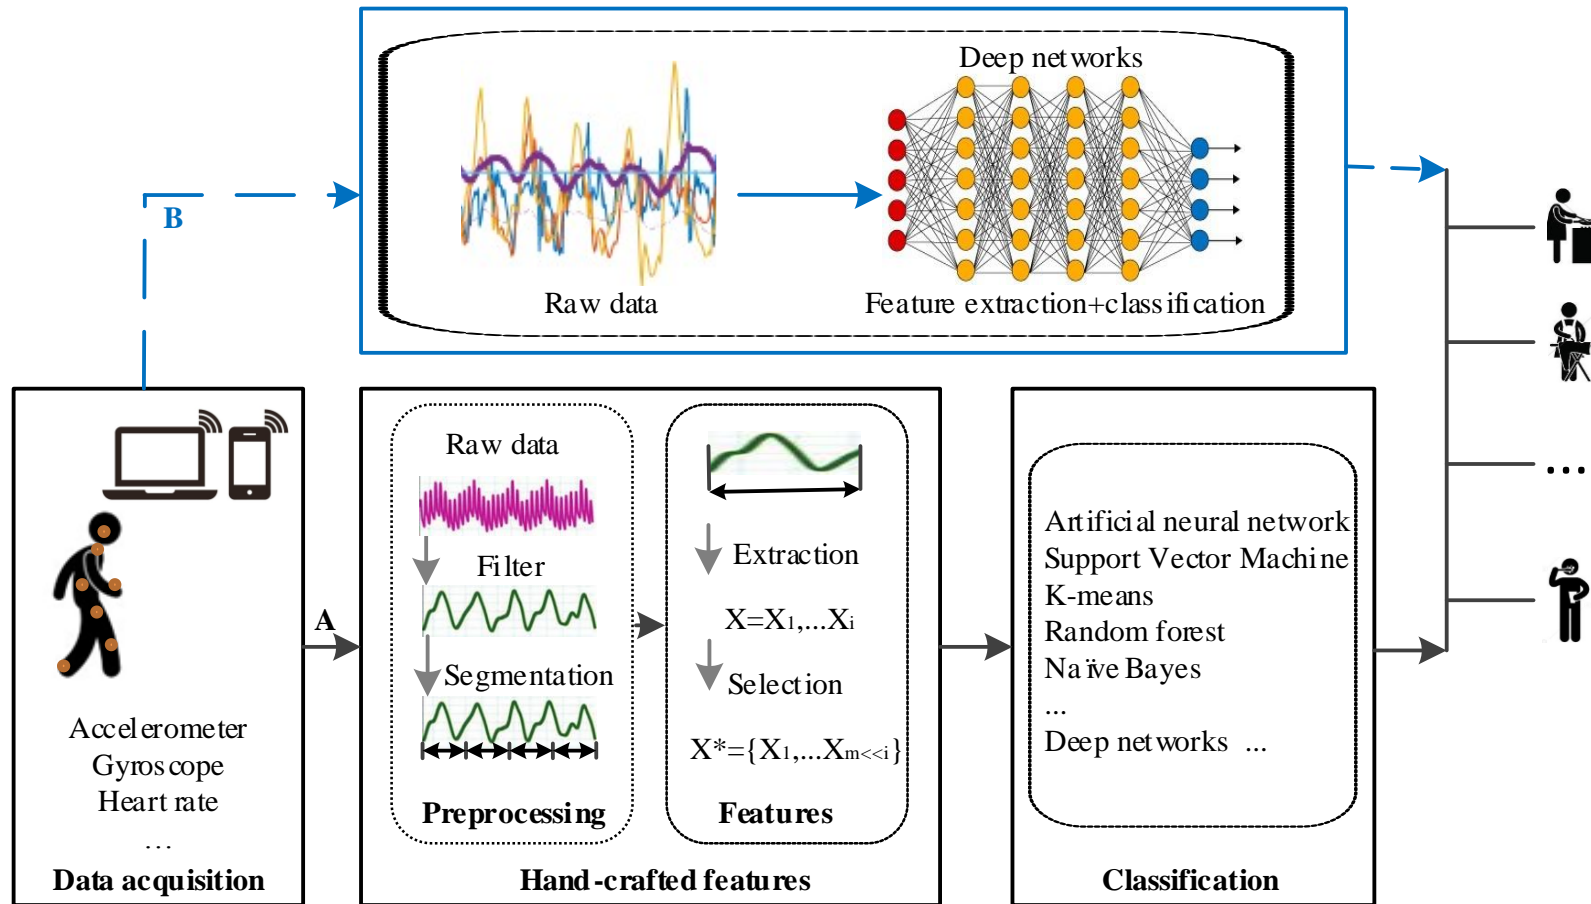 Deep networks
Raw data
Feature extraction+classification
B
Accelerometer
Gyroscope
Heart rate
...
Data acquisition
A
Raw data
Filter
Segmentation
Preprocessing
Extraction
X=X1,...Xi
Selection
X*={X1,...Xm<<i}
Features
Hand-crafted features
Artificial neural network
Support Vector Machine
K-means
Random forest
Naïve Bayes
...
Deep networks ...
Classification
...